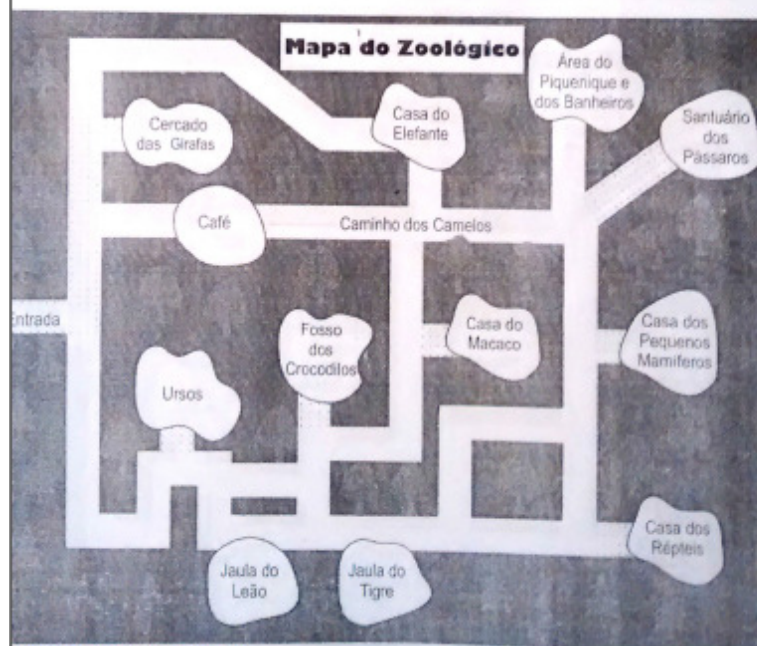 Mapa do Zoológico
Área do
Piquenique e
dos Banheiros
Casa do
Elefante
Cercado
das Girafas
Santuário
dos
Pássaros
Café
Caminho dos Camelos
Entrada
Fosso
dos
Crocodilos
Casa do
Macaco
Casa dos
Pequenos
Mamíferos
Ursos
Casa dos
Répteis
Jaula do
Leão
Jaula do
Tigre